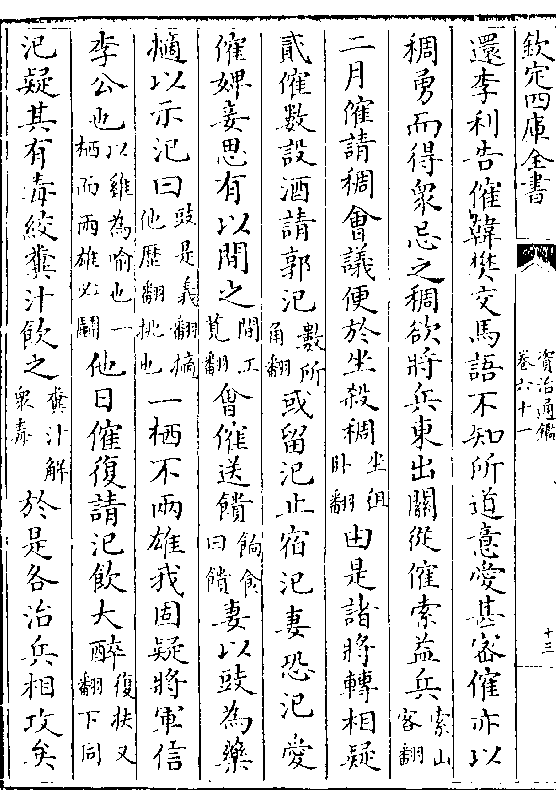 欽定四庫全書
資治通鑑
卷六十一
十三
還李利告傕韓樊交馬語不知所道意愛甚密傕亦以
稠勇而得衆忌之稠欲將兵東出關從傕索益兵索山客翻
二月傕請稠會議便於坐殺稠坐徂卧翻由是諸將轉相疑
貳傕數設酒請郭汜數所角翻或留汜止宿汜妻恐汜愛
傕婢妾思有以間之間工莧翻會傕送饋餉食曰饋妻以豉為藥
擿以示汜曰豉是義翻擿他歴翻挑也一栖不兩雄我固疑將軍信
李公也以雞為喻也一栖而兩雄必鬭他日傕復請汜飲大醉復扶又翻下同
汜疑其有毒絞糞汁飲之糞汁解衆毒於是各治兵相攻矣